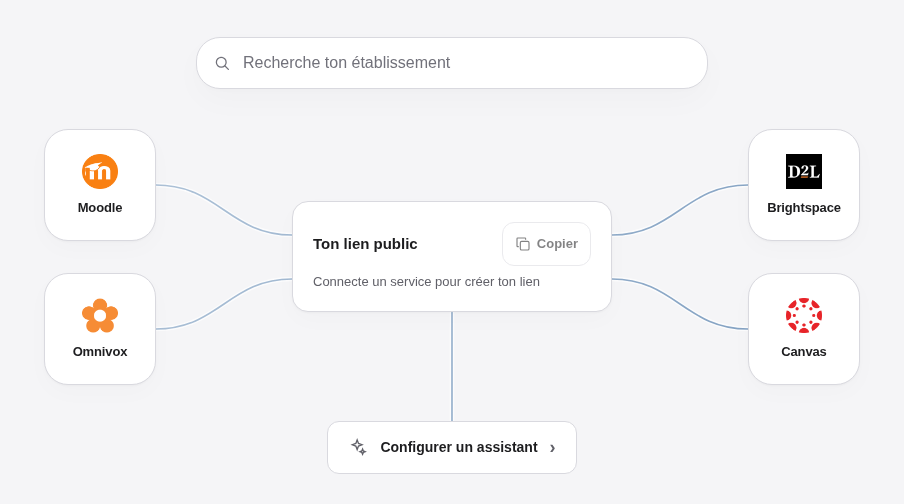 Recherche ton établissement
Moodle
D2L
Brightspace
Ton lien public
Copier
Connecte un service pour créer ton lien
Omnivox
Canvas
Configurer un assistant ›